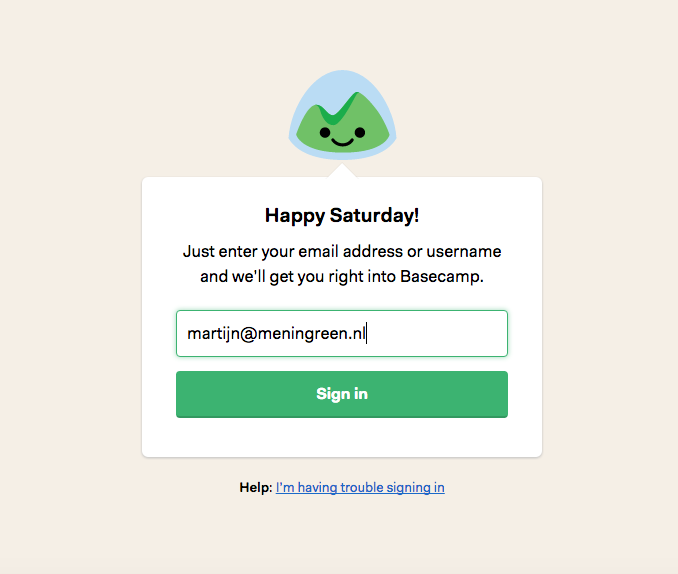 Happy Saturday!
Just enter your email address or username
and we'll get you right into Basecamp.
martijn@meningreen.nl
Sign in
Help: I'm having trouble signing in